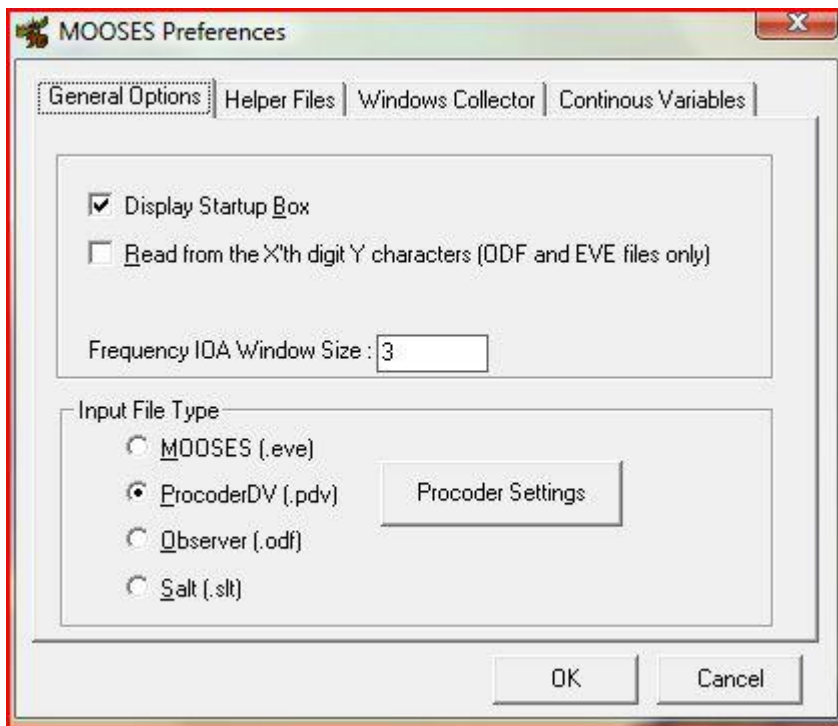 MOOSES Preferences
General Options
Helper Files
Windows Collector
Continous Variables
Display Startup Box
Read from the X'th digit Y characters (ODF and EVE files only)
Frequency IOA Window Size : 3
Input File Type
MOOSES (.eve)
ProcoderDV (.pdv)
Procoder Settings
Observer (.odf)
Salt (.slt)
OK
Cancel